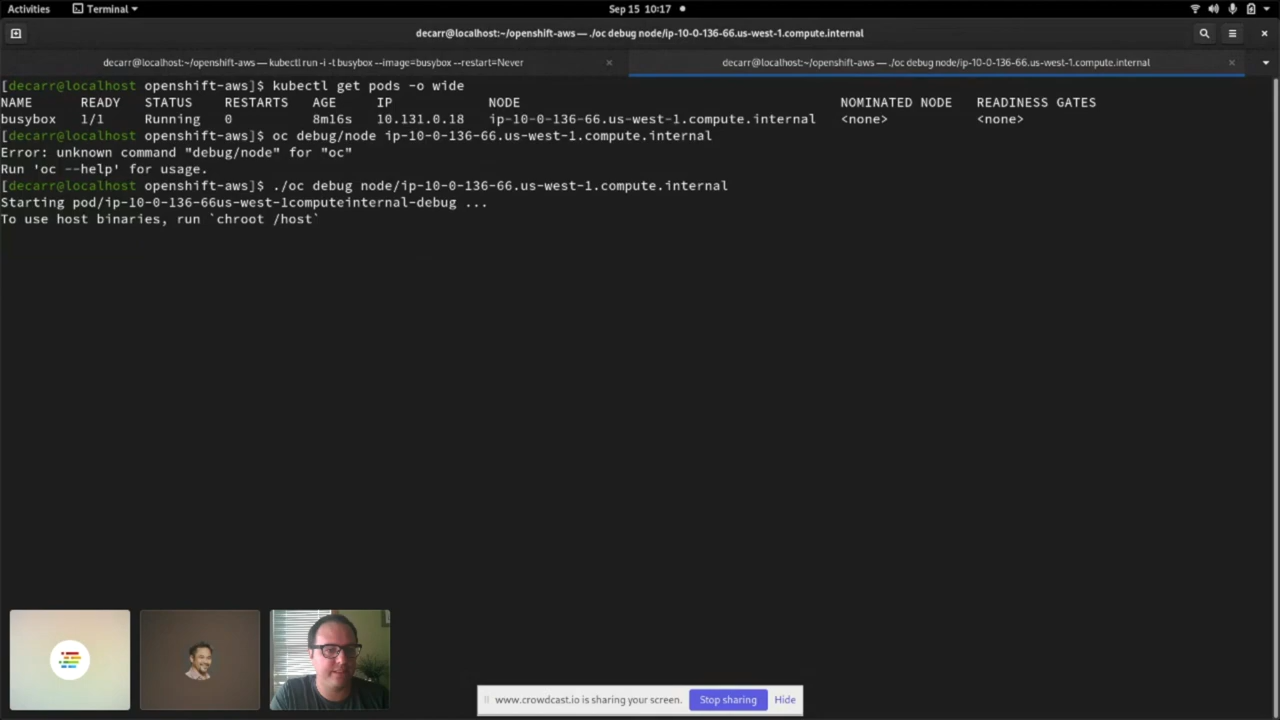 Activities
Terminal
Sep 15 10:17
decarr@localhost:~/openshift-aws — ./oc debug node/ip-10-0-136-66.us-west-1.compute.internal
decarr@localhost:~/openshift-aws — kubectl run -i -t busybox --image=busybox --restart=Never
decarr@localhost:~/openshift-aws — ./oc debug node/ip-10-0-136-66.us-west-1.compute.internal
[decarr@localhost openshift-aws]$ kubectl get pods -o wide
NAME READY STATUS RESTARTS AGE IP NODE NOMINATED NODE READINESS GATES
busybox 1/1 Running 0 8m16s 10.131.0.18 ip-10-0-136-66.us-west-1.compute.internal <none> <none>
[decarr@localhost openshift-aws]$ oc debug/node ip-10-0-136-66.us-west-1.compute.internal
Error: unknown command "debug/node" for "oc"
Run 'oc --help' for usage.
[decarr@localhost openshift-aws]$ ./oc debug node/ip-10-0-136-66.us-west-1.compute.internal
Starting pod/ip-10-0-136-66us-west-1computeinternal-debug ...
To use host binaries, run `chroot /host`
www.crowdcast.io is sharing your screen.
Stop sharing
Hide